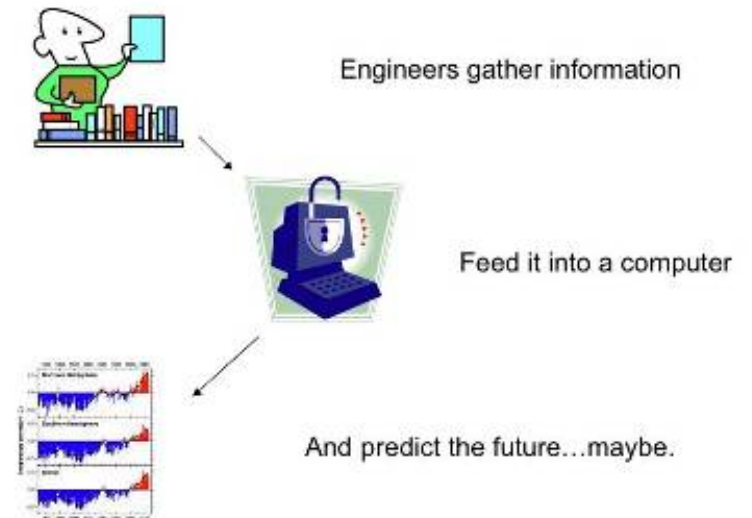 Engineers gather information
Feed it into a computer
And predict the future…maybe.